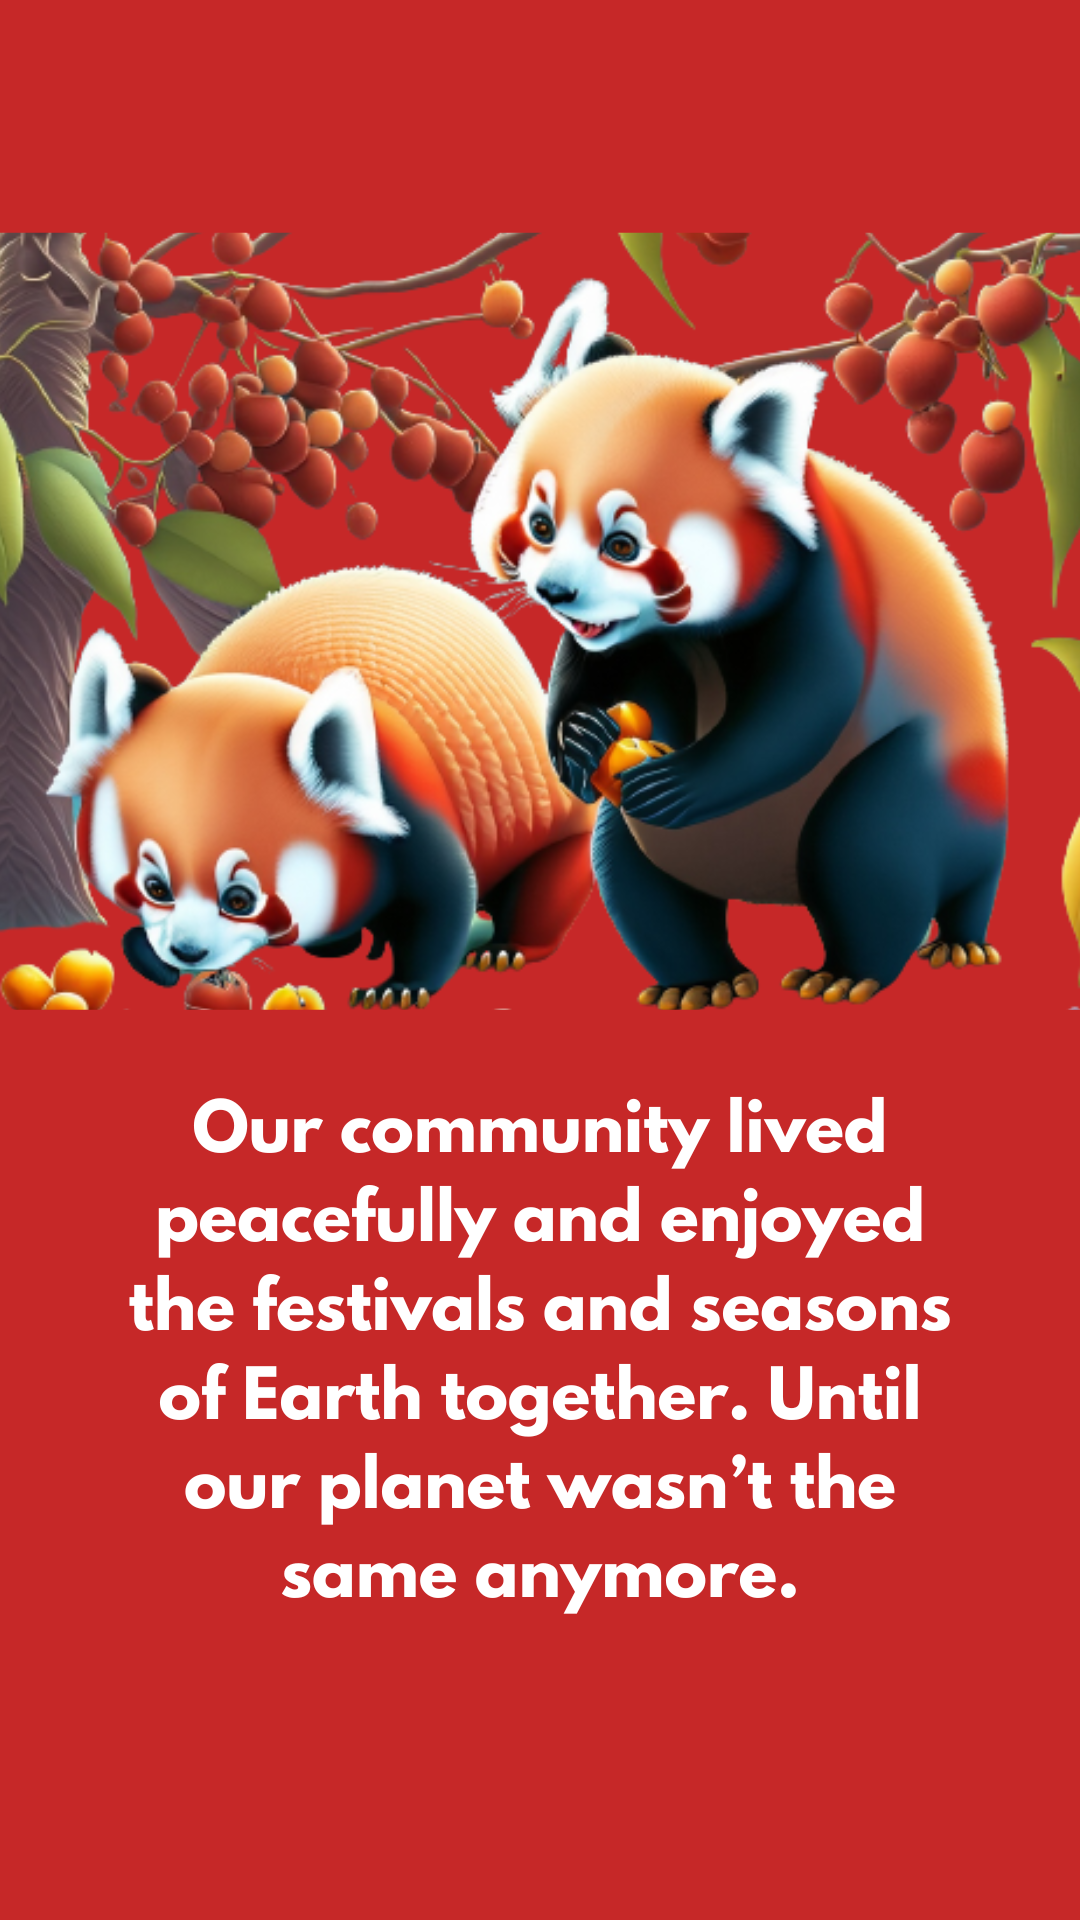 Our community lived
peacefully and enjoyed
the festivals and seasons
of Earth together. Until
our planet wasn’t the
same anymore.